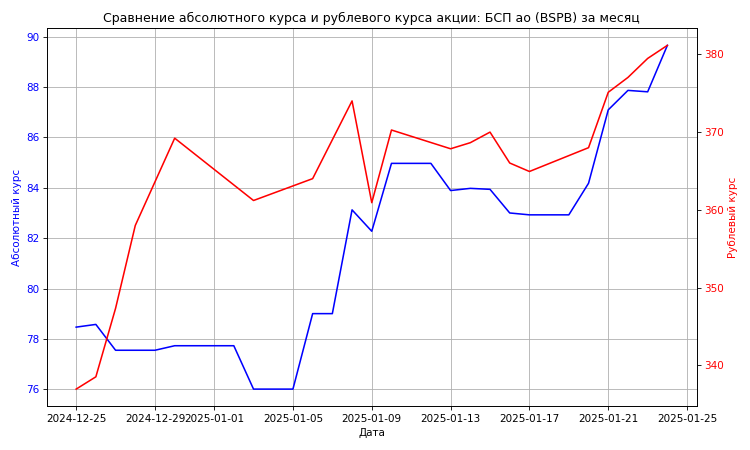 Сравнение абсолютного курса и рублевого курса акции: БСП ао (BSPB) за месяц
90
88
86
84
82
80
78
76
Абсолютный курс
380
370
360
350
340
Рублевый курс
2024-12-25 2024-12-29 2025-01-01 2025-01-05 2025-01-09 2025-01-13 2025-01-17 2025-01-21 2025-01-25
Дата